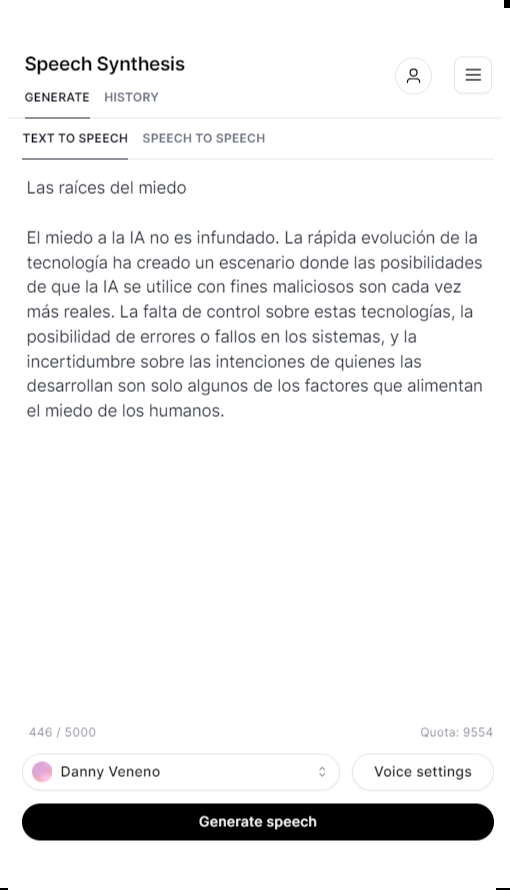 Speech Synthesis
GENERATE HISTORY
TEXT TO SPEECH SPEECH TO SPEECH
Las raíces del miedo
El miedo a la IA no es infundado. La rápida evolución de la
tecnología ha creado un escenario donde las posibilidades
de que la IA se utilice con fines maliciosos son cada vez
más reales. La falta de control sobre estas tecnologías, la
posibilidad de errores o fallos en los sistemas, y la
incertidumbre sobre las intenciones de quienes las
desarrollan son solo algunos de los factores que alimentan
el miedo de los humanos.
446 / 5000 Quota: 9554
Danny Veneno Voice settings
Generate speech